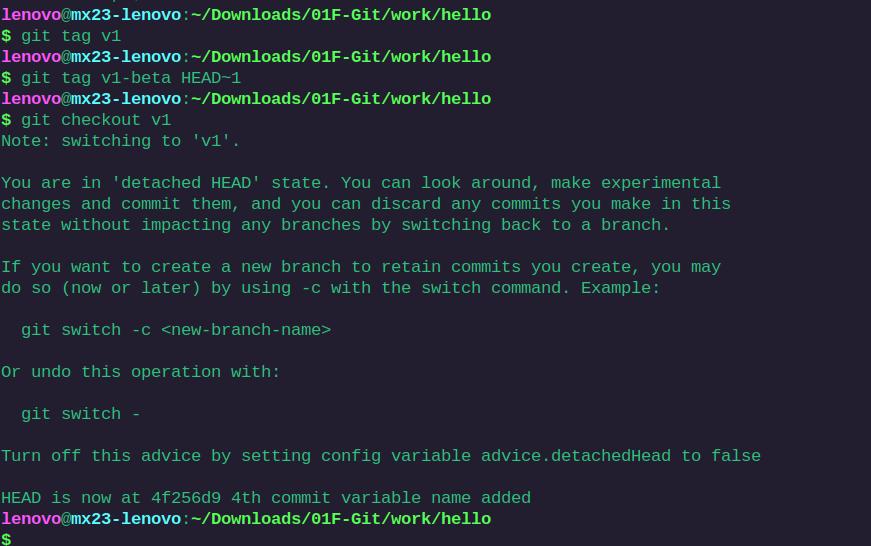 lenovo@mx23-lenovo:~/Downloads/01F-Git/work/hello
$ git tag v1
lenovo@mx23-lenovo:~/Downloads/01F-Git/work/hello
$ git tag v1-beta HEAD~1
lenovo@mx23-lenovo:~/Downloads/01F-Git/work/hello
$ git checkout v1
Note: switching to 'v1'.

You are in 'detached HEAD' state. You can look around, make experimental
changes and commit them, and you can discard any commits you make in this
state without impacting any branches by switching back to a branch.

If you want to create a new branch to retain commits you create, you may
do so (now or later) by using -c with the switch command. Example:

  git switch -c <new-branch-name>

Or undo this operation with:

  git switch -

Turn off this advice by setting config variable advice.detachedHead to false

HEAD is now at 4f256d9 4th commit variable name added
lenovo@mx23-lenovo:~/Downloads/01F-Git/work/hello
$